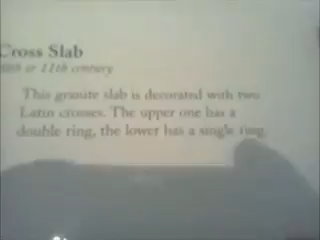 Cross Slab
10th or 11th century
This granite slab is decorated with two
Latin crosses. The upper one has a
double ring, the lower has a single ring.